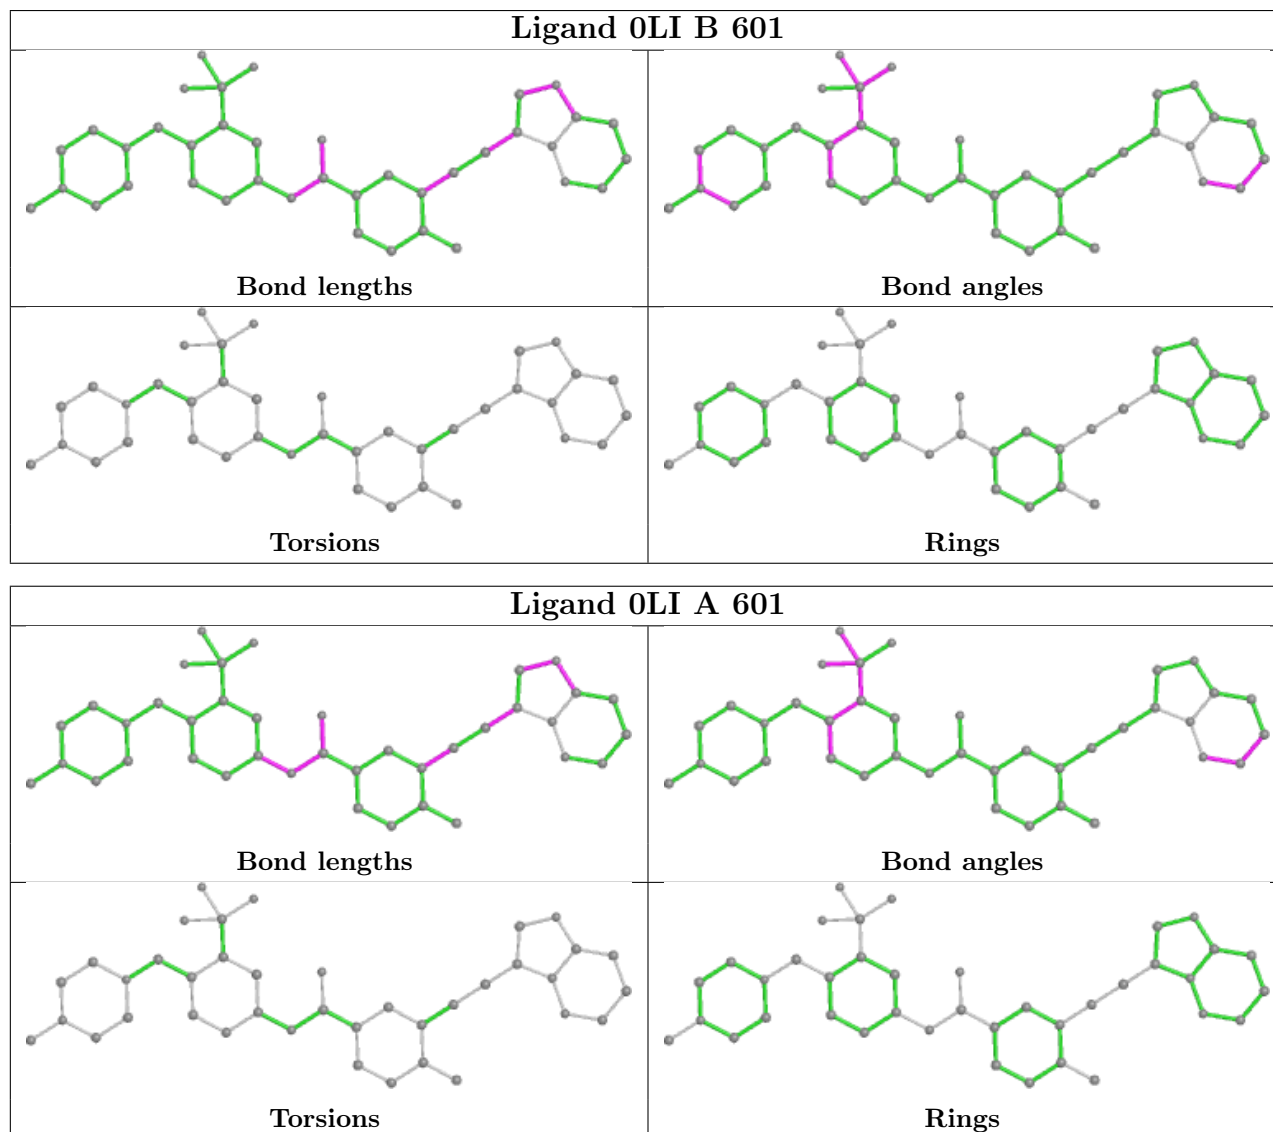 Ligand 0LI B 601
Bond lengths
Bond angles
Torsions
Rings
Ligand 0LI A 601
Bond lengths
Bond angles
Torsions
Rings